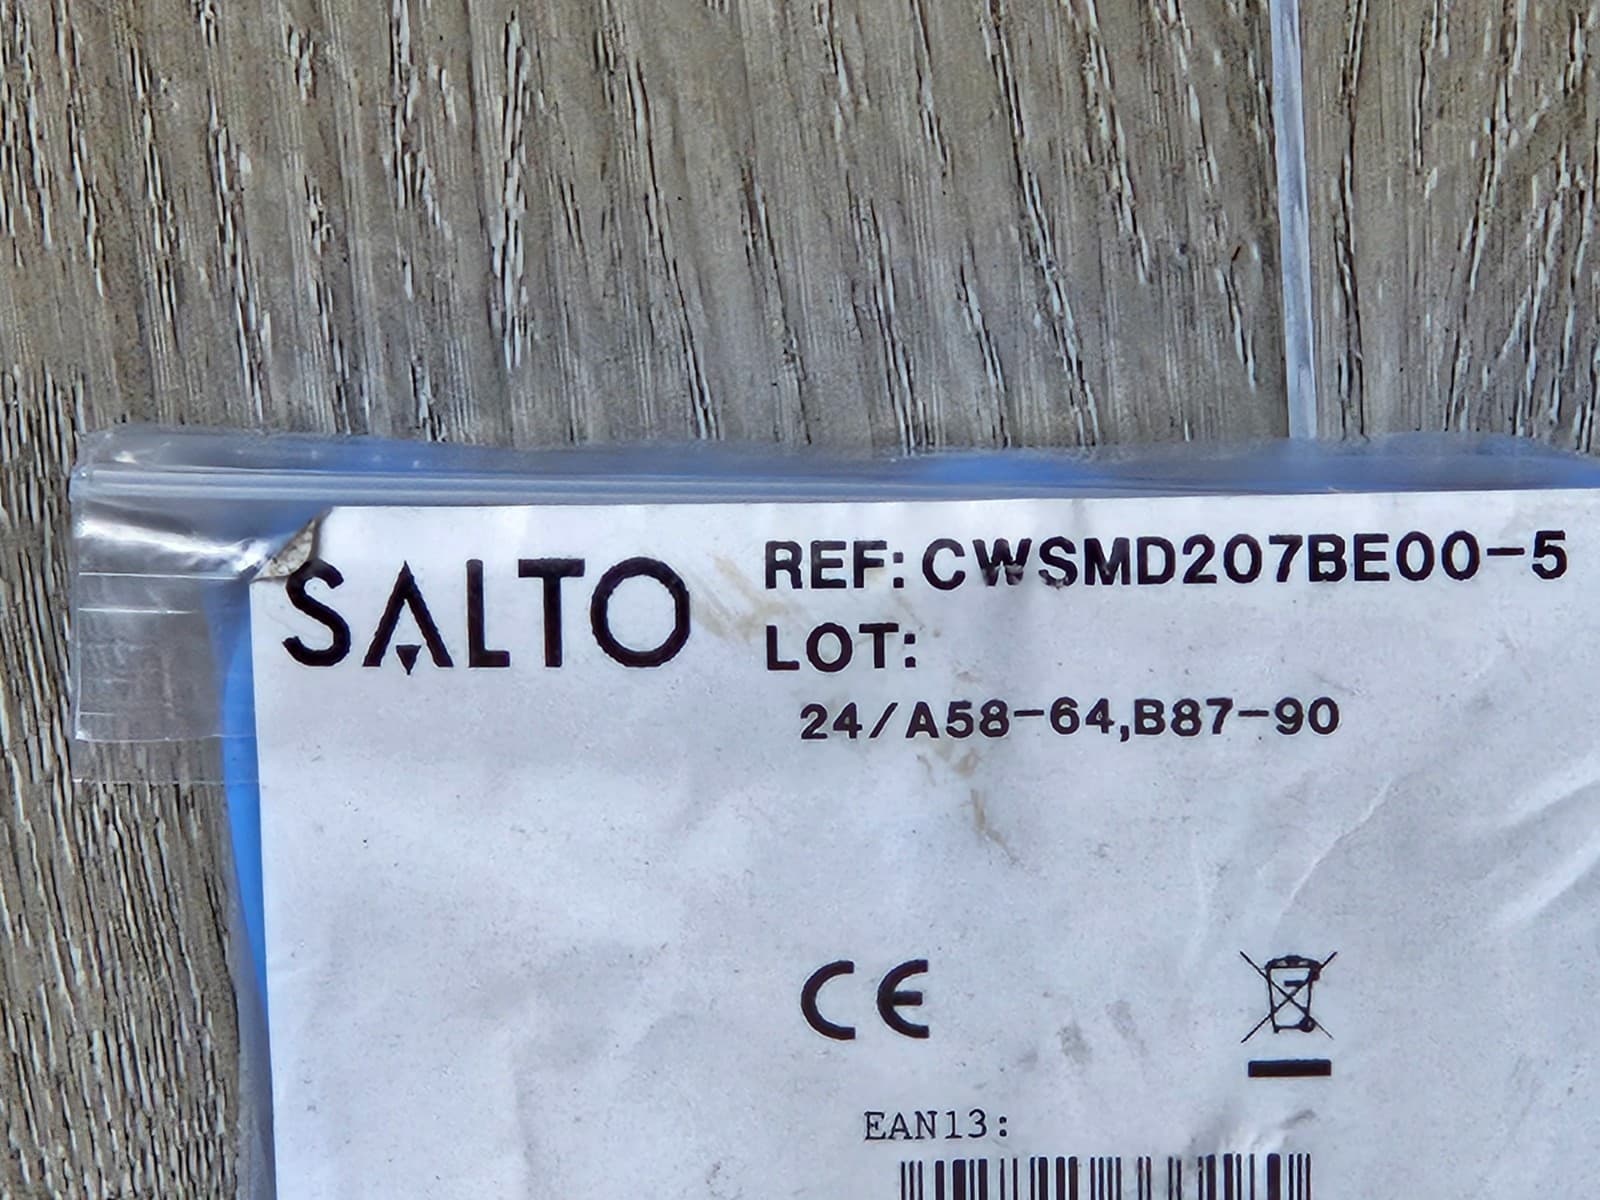 SALTO
REF: CWSMD207BE00-5
LOT:
24/A58-64,B87-90
CE
EAN13: